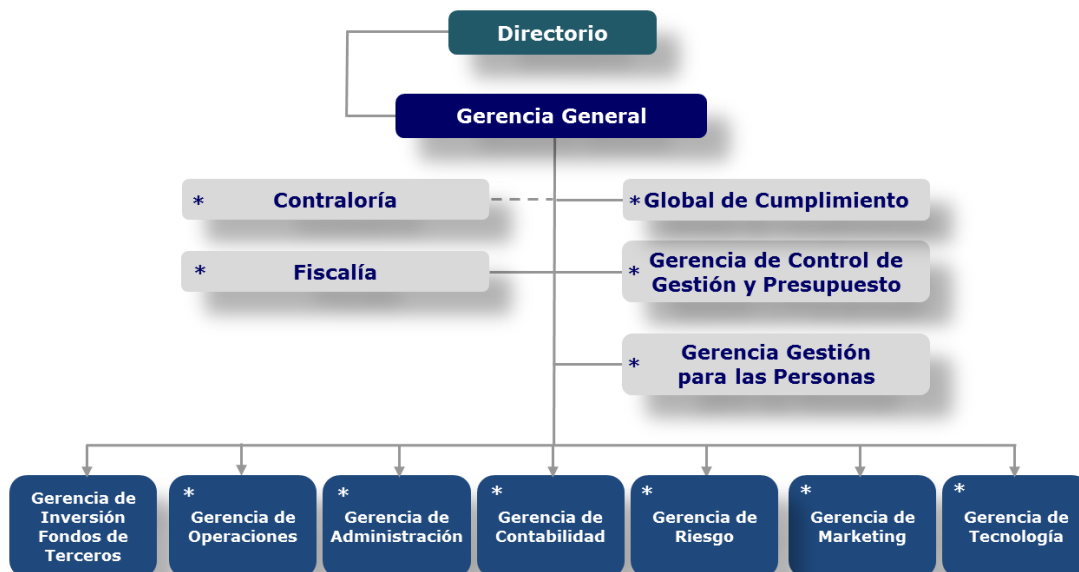 Directorio
Gerencia General
* Contraloría
* Global de Cumplimiento
* Fiscalía
* Gerencia de Control de
Gestión y Presupuesto
* Gerencia Gestión
para las Personas
Gerencia de
Inversión
Fondos de
Terceros
*
Gerencia de
Operaciones
*
Gerencia de
Administración
*
Gerencia de
Contabilidad
*
Gerencia de
Riesgo
*
Gerencia de
Marketing
*
Gerencia de
Tecnología